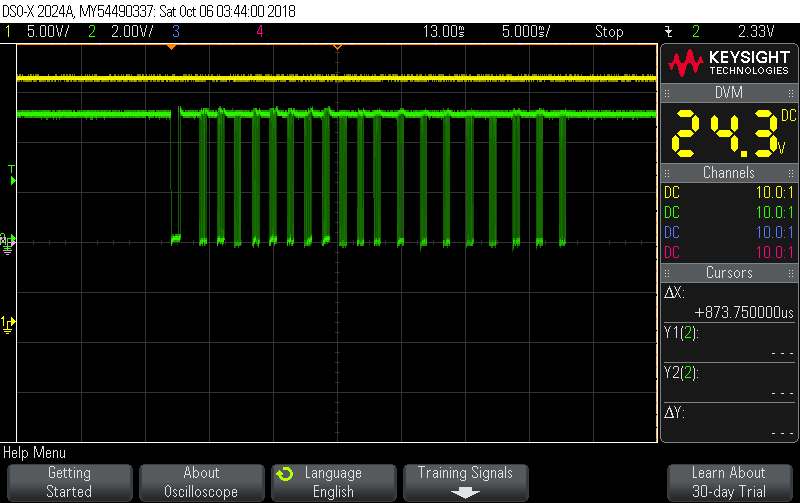 DSO-X 2024A, MY54490337: Sat Oct 06 03:44:00 2018
1 5.00V/ 2 2.00V/ 3 4 13.00ms 5.000ms/ Stop 2 2.33V
KEYSIGHT
TECHNOLOGIES
DVM
24.3 DC V
Channels
DC 10.0:1
DC 10.0:1
DC 10.0:1
DC 10.0:1
Cursors
ΔX:
+873.750000us
Y1(2):
- - -
Y2(2):
- - -
ΔY:
- - -
T
1
Help Menu
Getting Started
About Oscilloscope
Language English
Training Signals
Learn About 30-day Trial